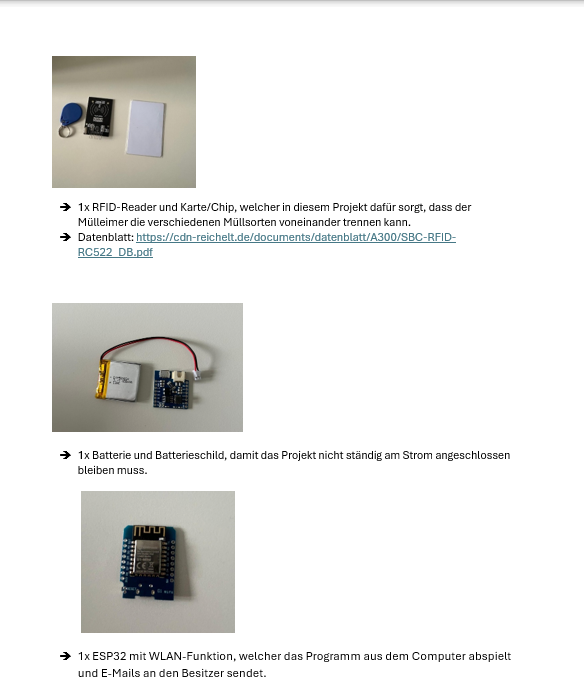 ➔ 1x RFID-Reader und Karte/Chip, welcher in diesem Projekt dafür sorgt, dass der
Mülleimer die verschiedenen Müllsorten voneinander trennen kann.
➔ Datenblatt: https://cdn-reichelt.de/documents/datenblatt/A300/SBC-RFID-
RC522_DB.pdf
➔ 1x Batterie und Batterieschild, damit das Projekt nicht ständig am Strom angeschlossen
bleiben muss.
➔ 1x ESP32 mit WLAN-Funktion, welcher das Programm aus dem Computer abspielt
und E-Mails an den Besitzer sendet.